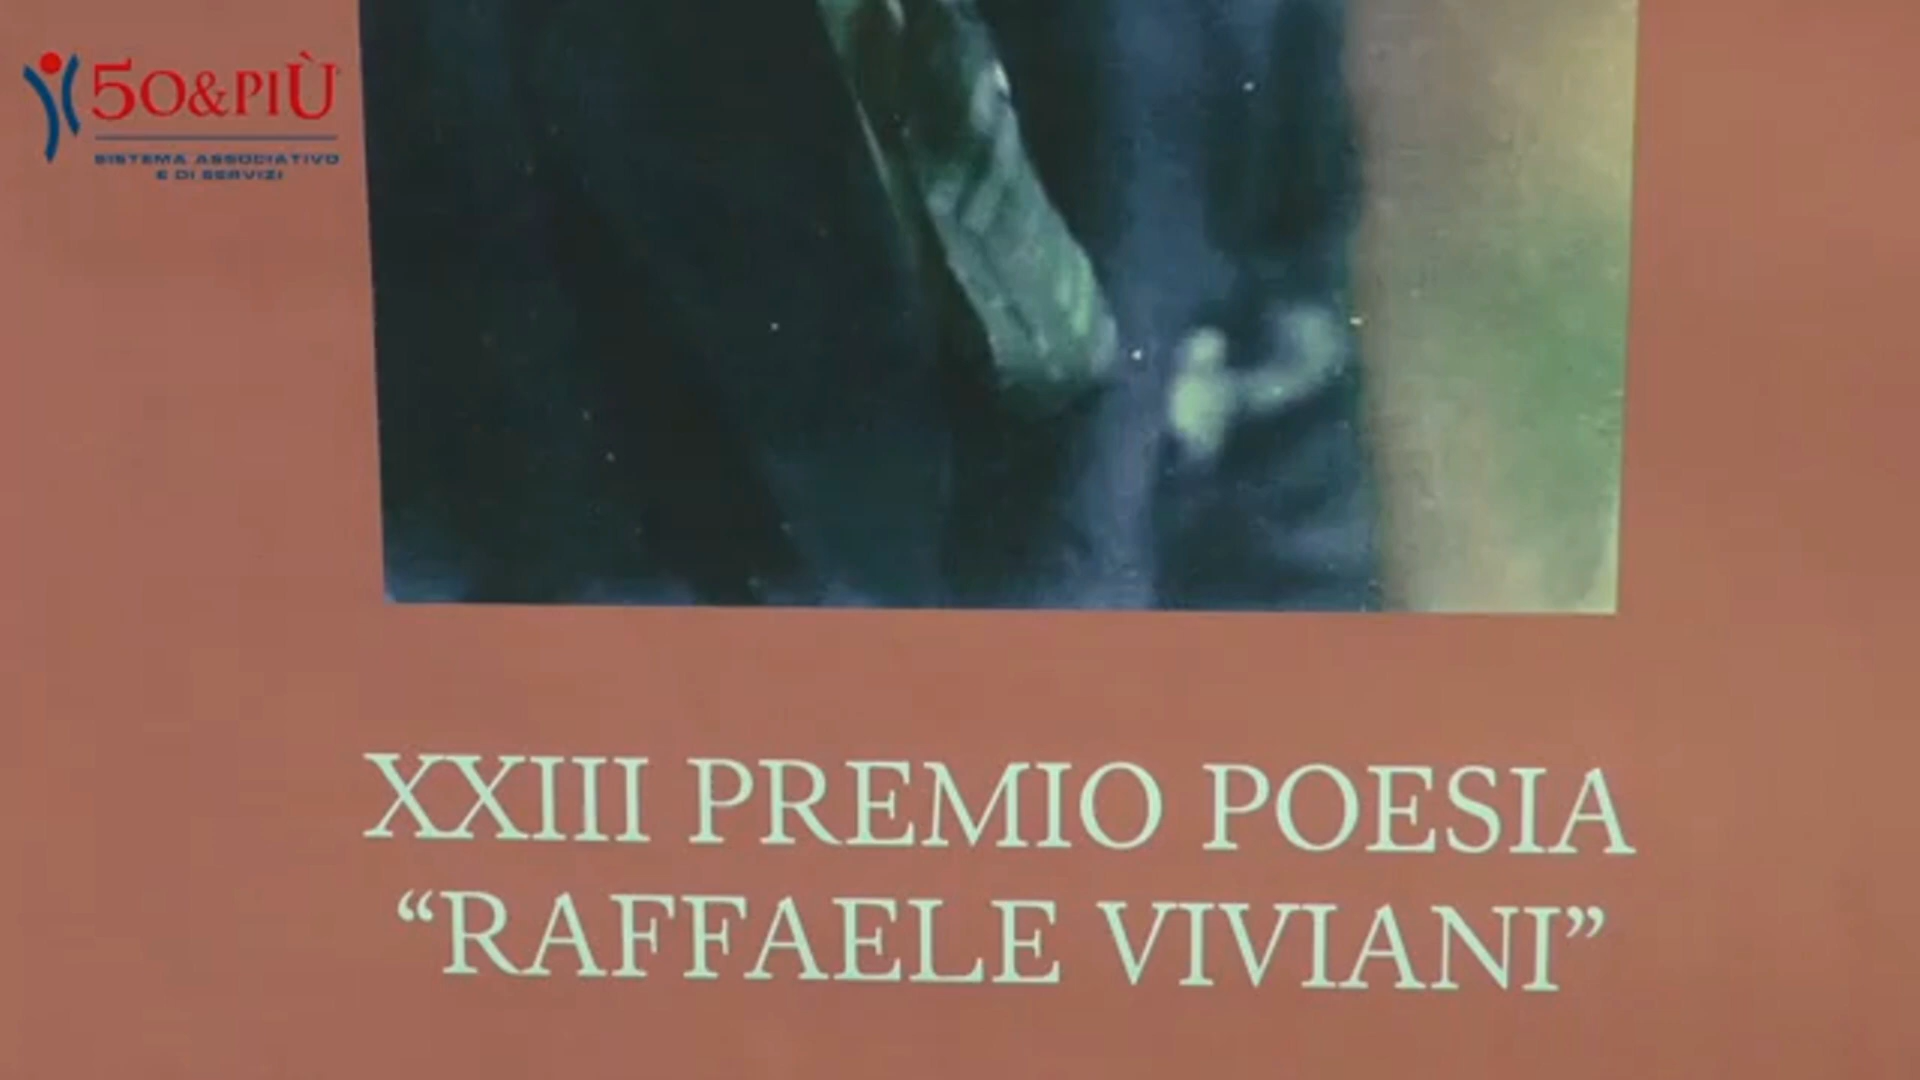 50&PIÙ
SISTEMA ASSOCIATIVO
E DI SERVIZI
XXIII PREMIO POESIA
“RAFFAELE VIVIANI”